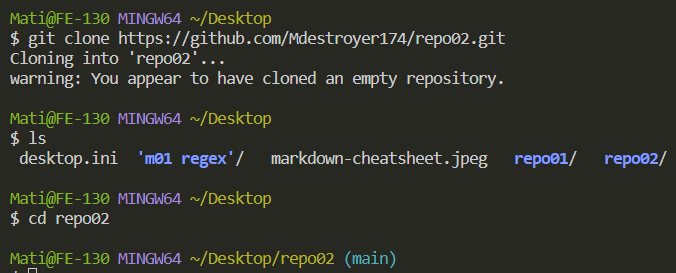 Mati@FE-130 MINGW64 ~/Desktop
$ git clone https://github.com/Mdestroyer174/repo02.git
Cloning into 'repo02'...
warning: You appear to have cloned an empty repository.
Mati@FE-130 MINGW64 ~/Desktop
$ ls
desktop.ini  'm01 regex'/  markdown-cheatsheet.jpeg  repo01/  repo02/
Mati@FE-130 MINGW64 ~/Desktop
$ cd repo02
Mati@FE-130 MINGW64 ~/Desktop/repo02 (main)